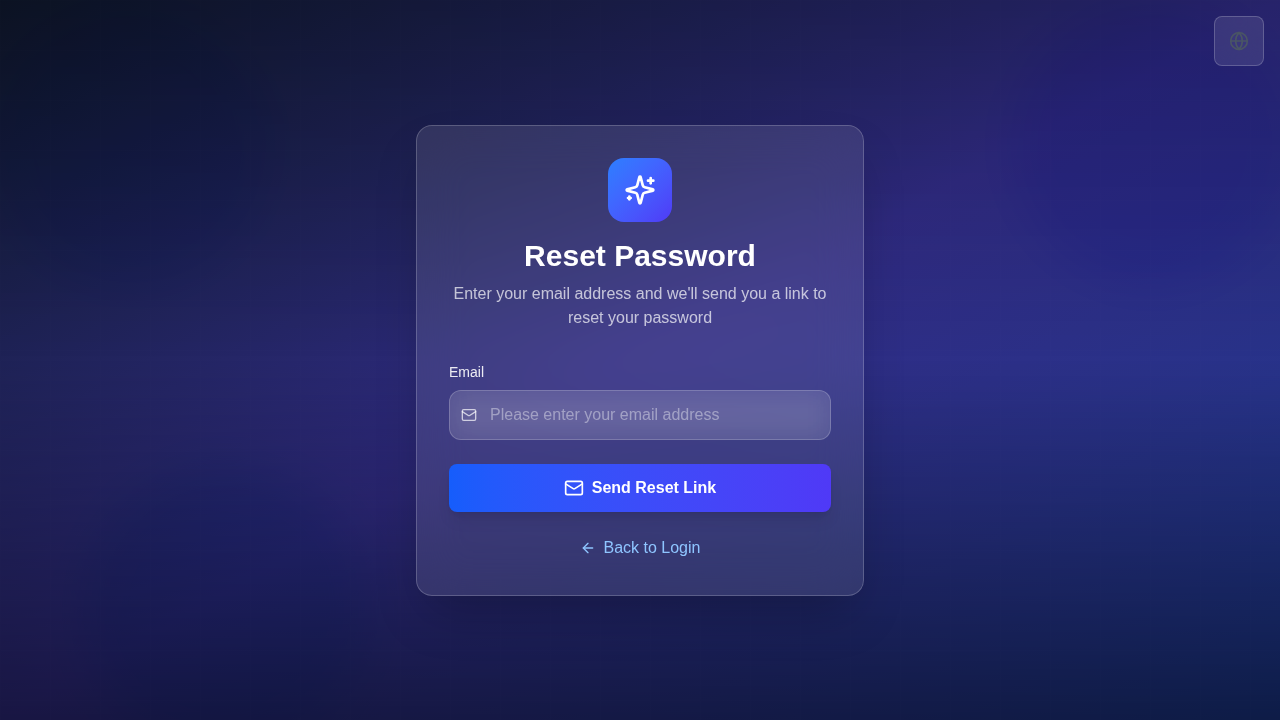 Reset Password
Enter your email address and we'll send you a link to
reset your password
Email
Please enter your email address
Send Reset Link
Back to Login